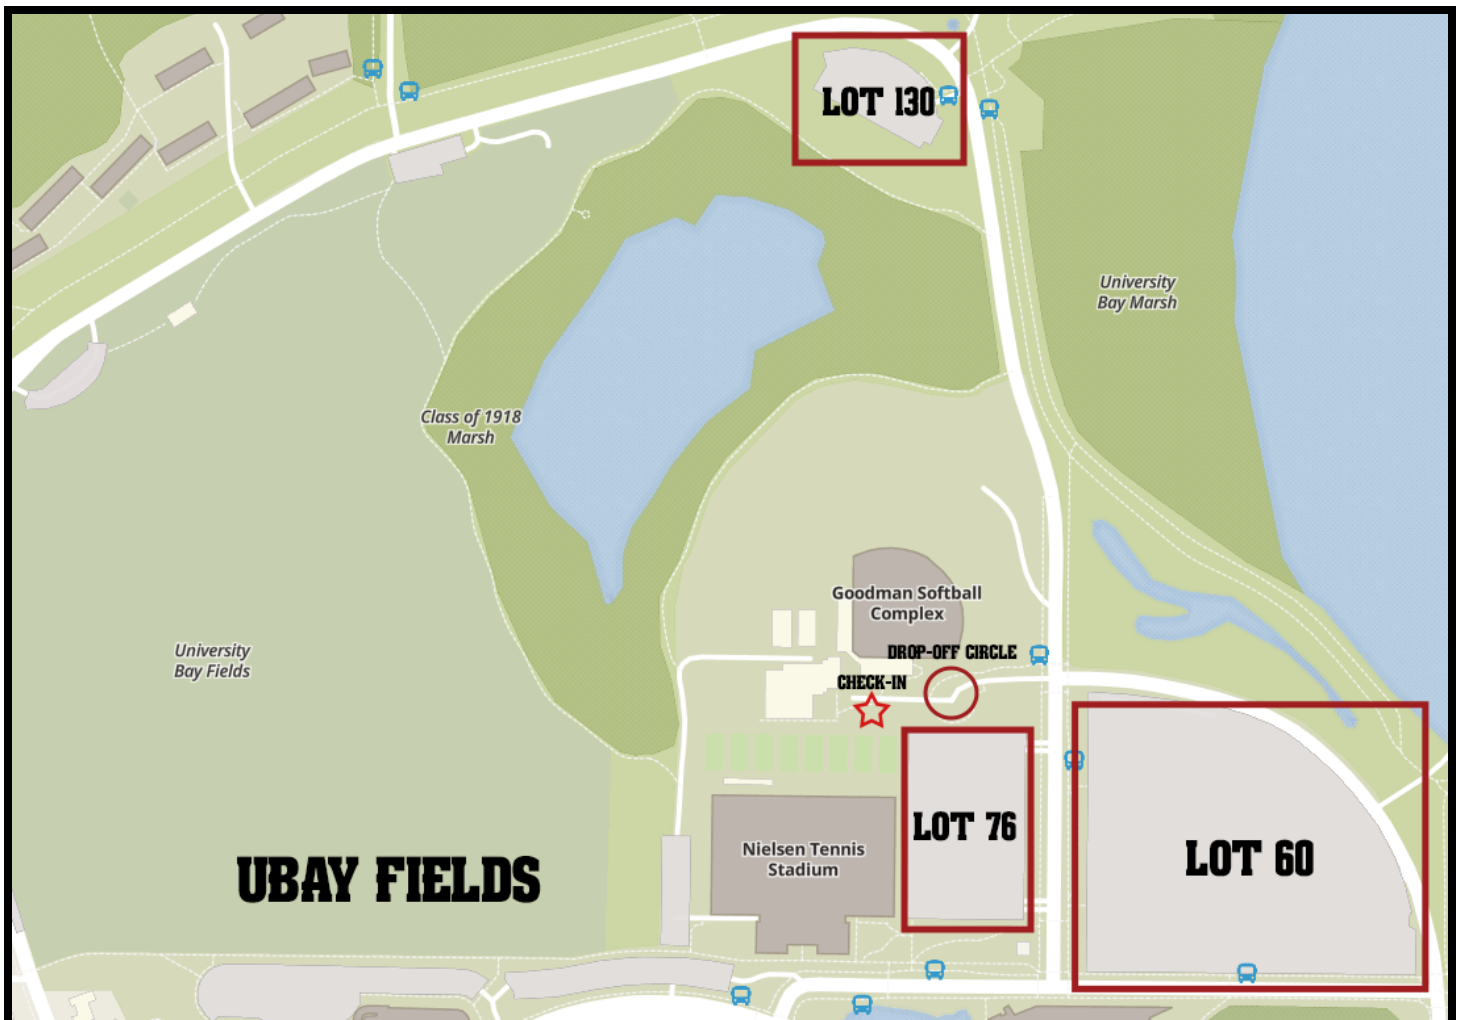 LOT 130
University
Bay Marsh
Class of 1918
Marsh
Goodman Softball
Complex
DROP-OFF CIRCLE
University
Bay Fields
CHECK-IN
LOT 76
Nielsen Tennis
Stadium
LOT 60
UBAY FIELDS